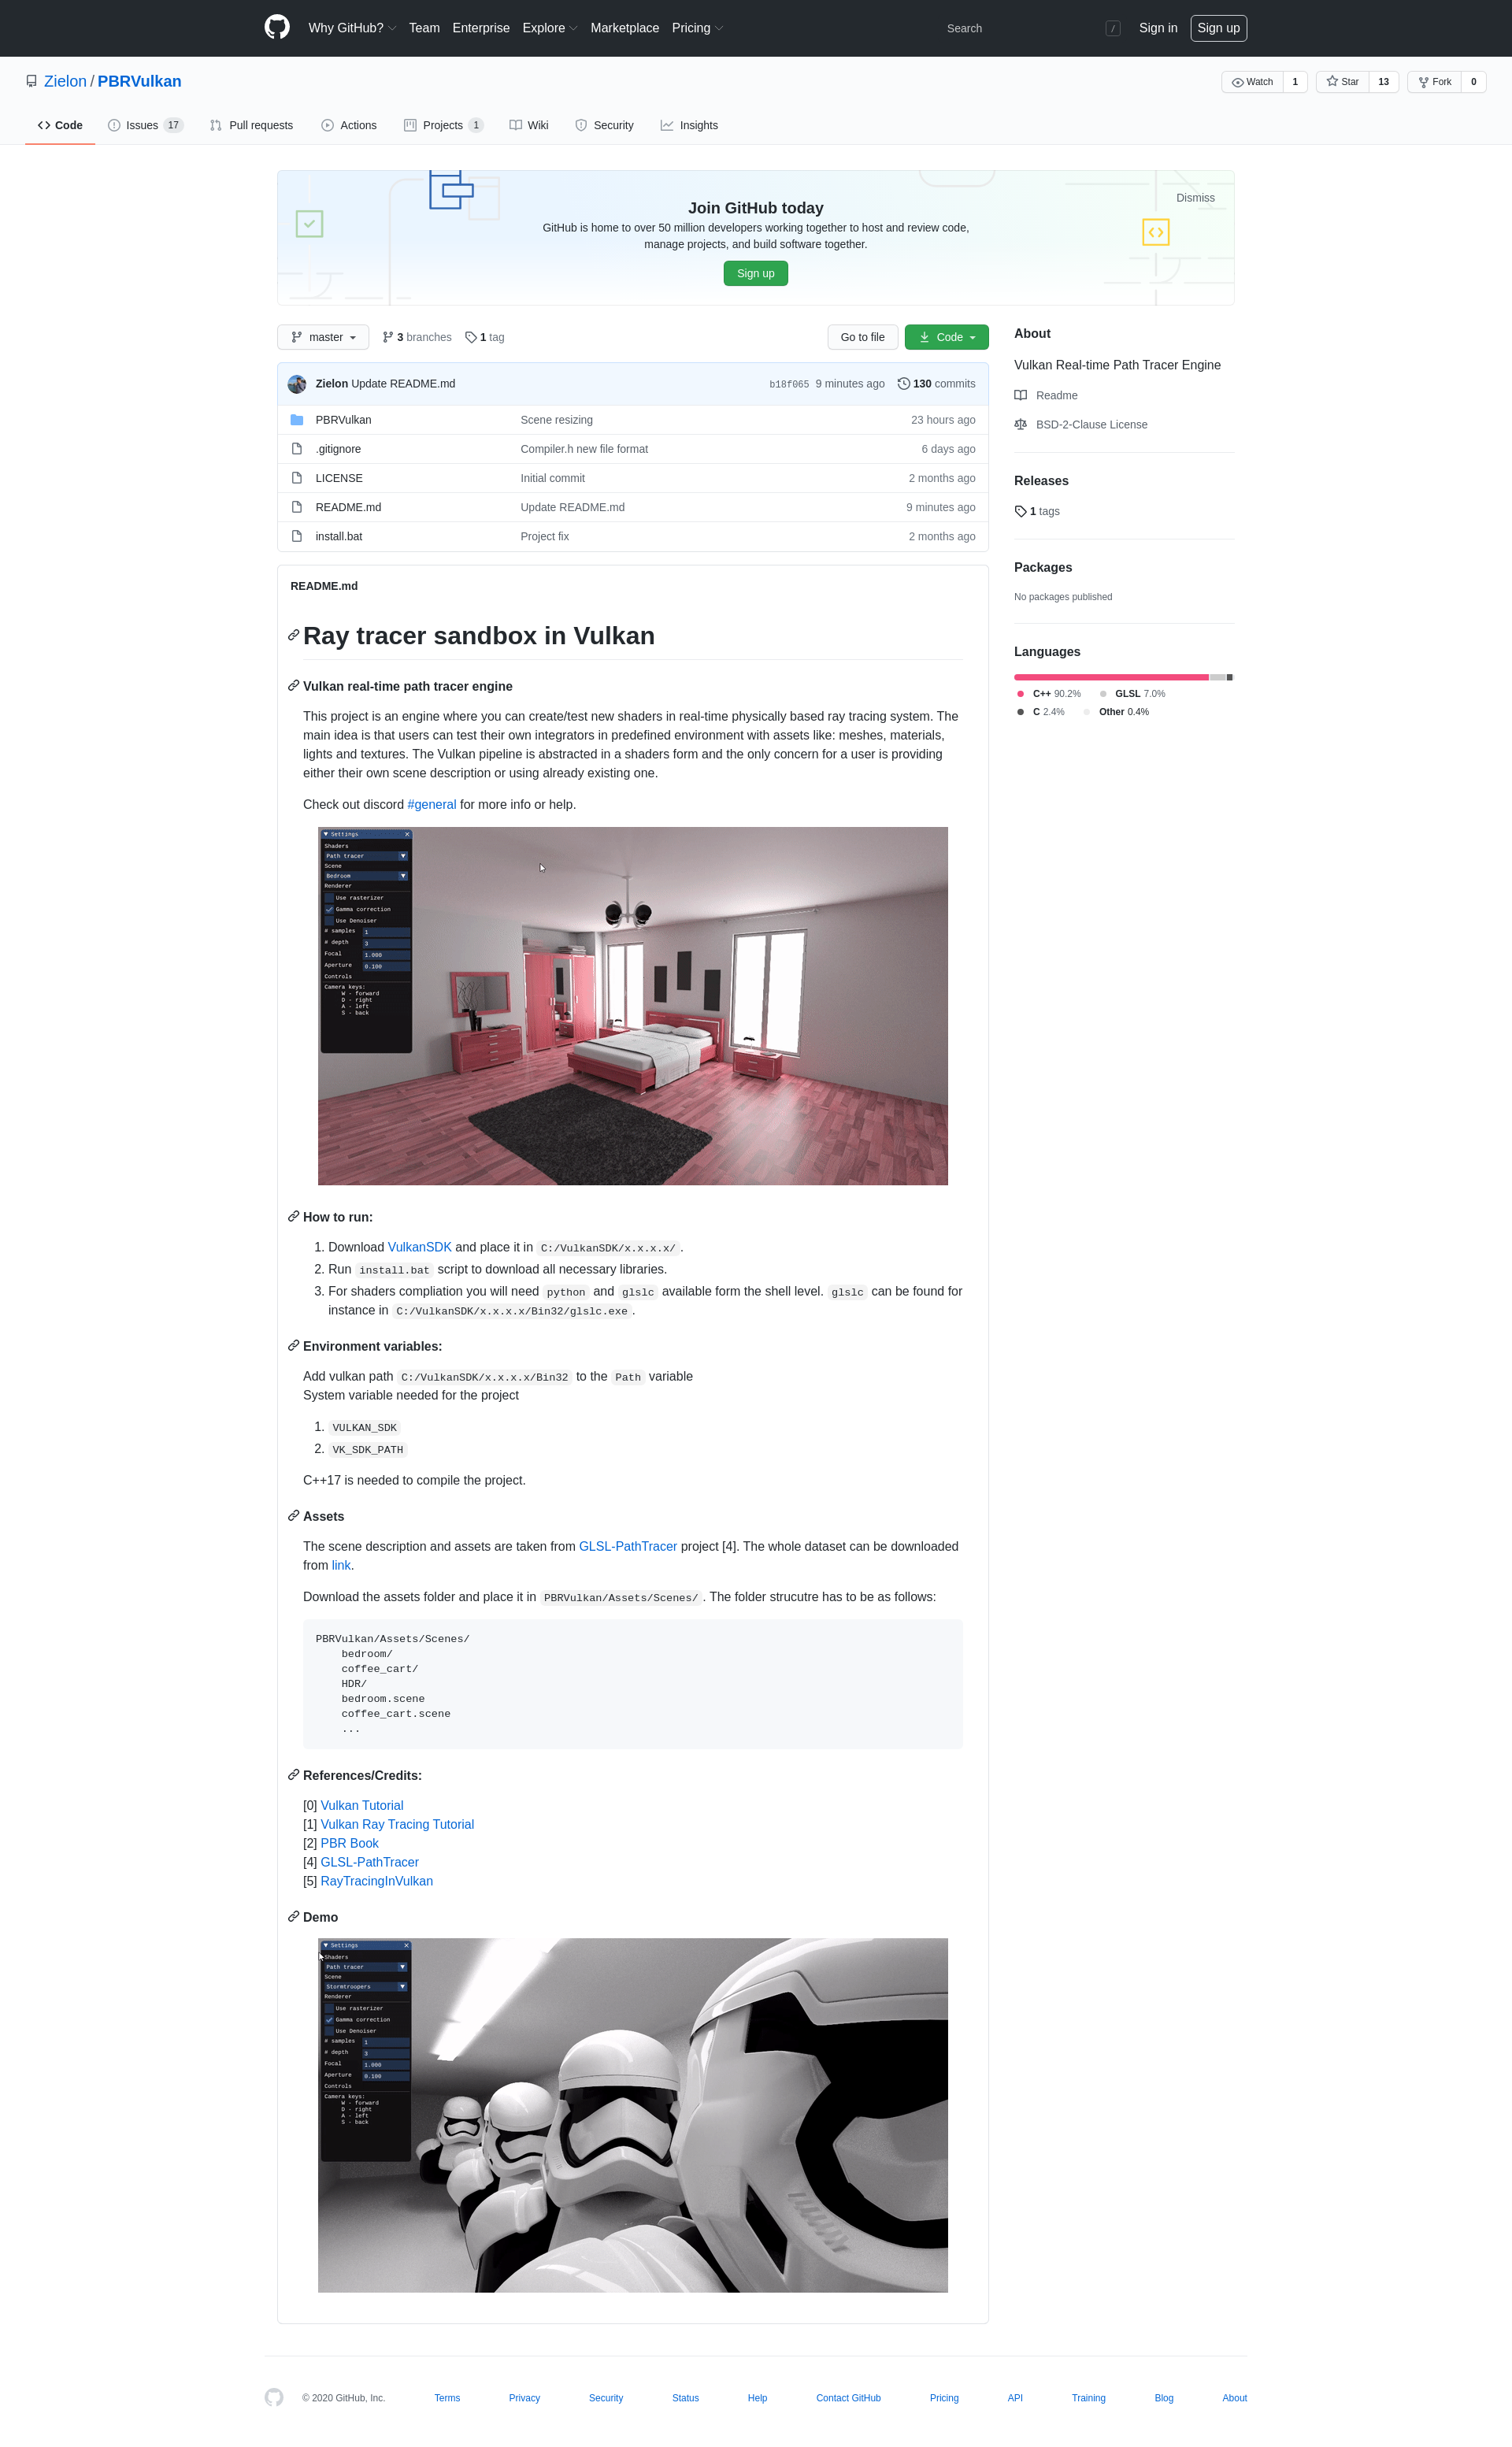 Why GitHub? Team Enterprise Explore Marketplace Pricing Search / Sign in Sign up
Zielon / PBRVulkan Watch 1 Star 13 Fork 0
Code Issues 17 Pull requests Actions Projects 1 Wiki Security Insights
Dismiss
Join GitHub today
GitHub is home to over 50 million developers working together to host and review code,
manage projects, and build software together.
Sign up
master 3 branches 1 tag Go to file Code
Zielon Update README.md b18f065 9 minutes ago 130 commits
PBRVulkan Scene resizing 23 hours ago
.gitignore Compiler.h new file format 6 days ago
LICENSE Initial commit 2 months ago
README.md Update README.md 9 minutes ago
install.bat Project fix 2 months ago
About
Vulkan Real-time Path Tracer Engine
Readme
BSD-2-Clause License
Releases
1 tags
Packages
No packages published
Languages
C++ 90.2% GLSL 7.0%
C 2.4% Other 0.4%
README.md
Ray tracer sandbox in Vulkan
Vulkan real-time path tracer engine
This project is an engine where you can create/test new shaders in real-time physically based ray tracing system. The
main idea is that users can test their own integrators in predefined environment with assets like: meshes, materials,
lights and textures. The Vulkan pipeline is abstracted in a shaders form and the only concern for a user is providing
either their own scene description or using already existing one.
Check out discord #general for more info or help.
Settings
Shaders
Path tracer
Scene
Bedroom
Renderer
Use rasterizer
Gamma correction
Use Denoiser
# samples 1
# depth 3
Focal 1.000
Aperture 0.100
Controls
Camera keys:
W - forward
D - right
A - left
S - back
How to run:
1. Download VulkanSDK and place it in C:/VulkanSDK/x.x.x.x/ .
2. Run install.bat script to download all necessary libraries.
3. For shaders compliation you will need python and glslc available form the shell level. glslc can be found for
instance in C:/VulkanSDK/x.x.x.x/Bin32/glslc.exe .
Environment variables:
Add vulkan path C:/VulkanSDK/x.x.x.x/Bin32 to the Path variable
System variable needed for the project
1. VULKAN_SDK
2. VK_SDK_PATH
C++17 is needed to compile the project.
Assets
The scene description and assets are taken from GLSL-PathTracer project [4]. The whole dataset can be downloaded
from link.
Download the assets folder and place it in PBRVulkan/Assets/Scenes/ . The folder strucutre has to be as follows:
PBRVulkan/Assets/Scenes/
bedroom/
coffee_cart/
HDR/
bedroom.scene
coffee_cart.scene
...
References/Credits:
[0] Vulkan Tutorial
[1] Vulkan Ray Tracing Tutorial
[2] PBR Book
[4] GLSL-PathTracer
[5] RayTracingInVulkan
Demo
Settings
Shaders
Path tracer
Scene
Stormtroopers
Renderer
Use rasterizer
Gamma correction
Use Denoiser
# samples 1
# depth 3
Focal 1.000
Aperture 0.100
Controls
Camera keys:
W - forward
D - right
A - left
S - back
© 2020 GitHub, Inc. Terms Privacy Security Status Help Contact GitHub Pricing API Training Blog About